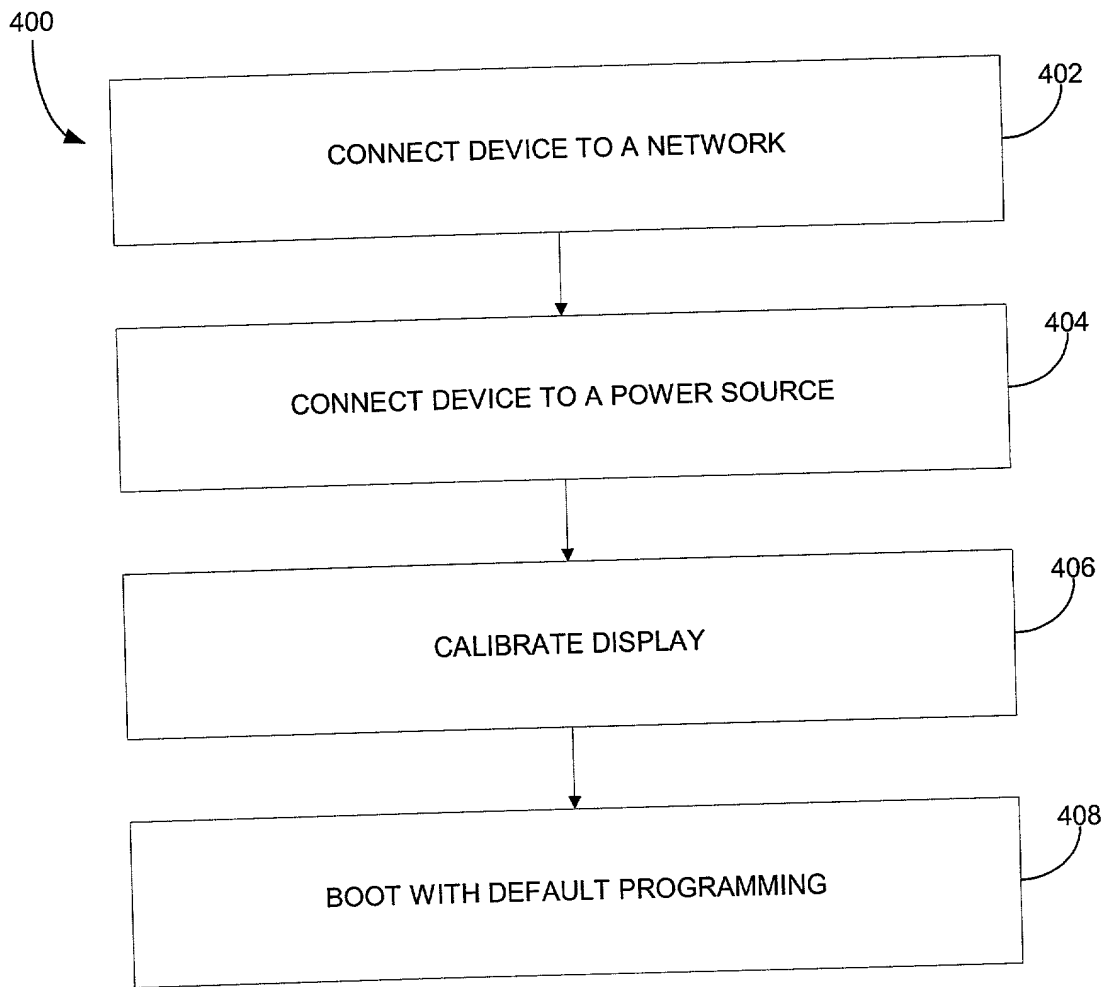 400
402
CONNECT DEVICE TO A NETWORK
404
CONNECT DEVICE TO A POWER SOURCE
406
CALIBRATE DISPLAY
408
BOOT WITH DEFAULT PROGRAMMING